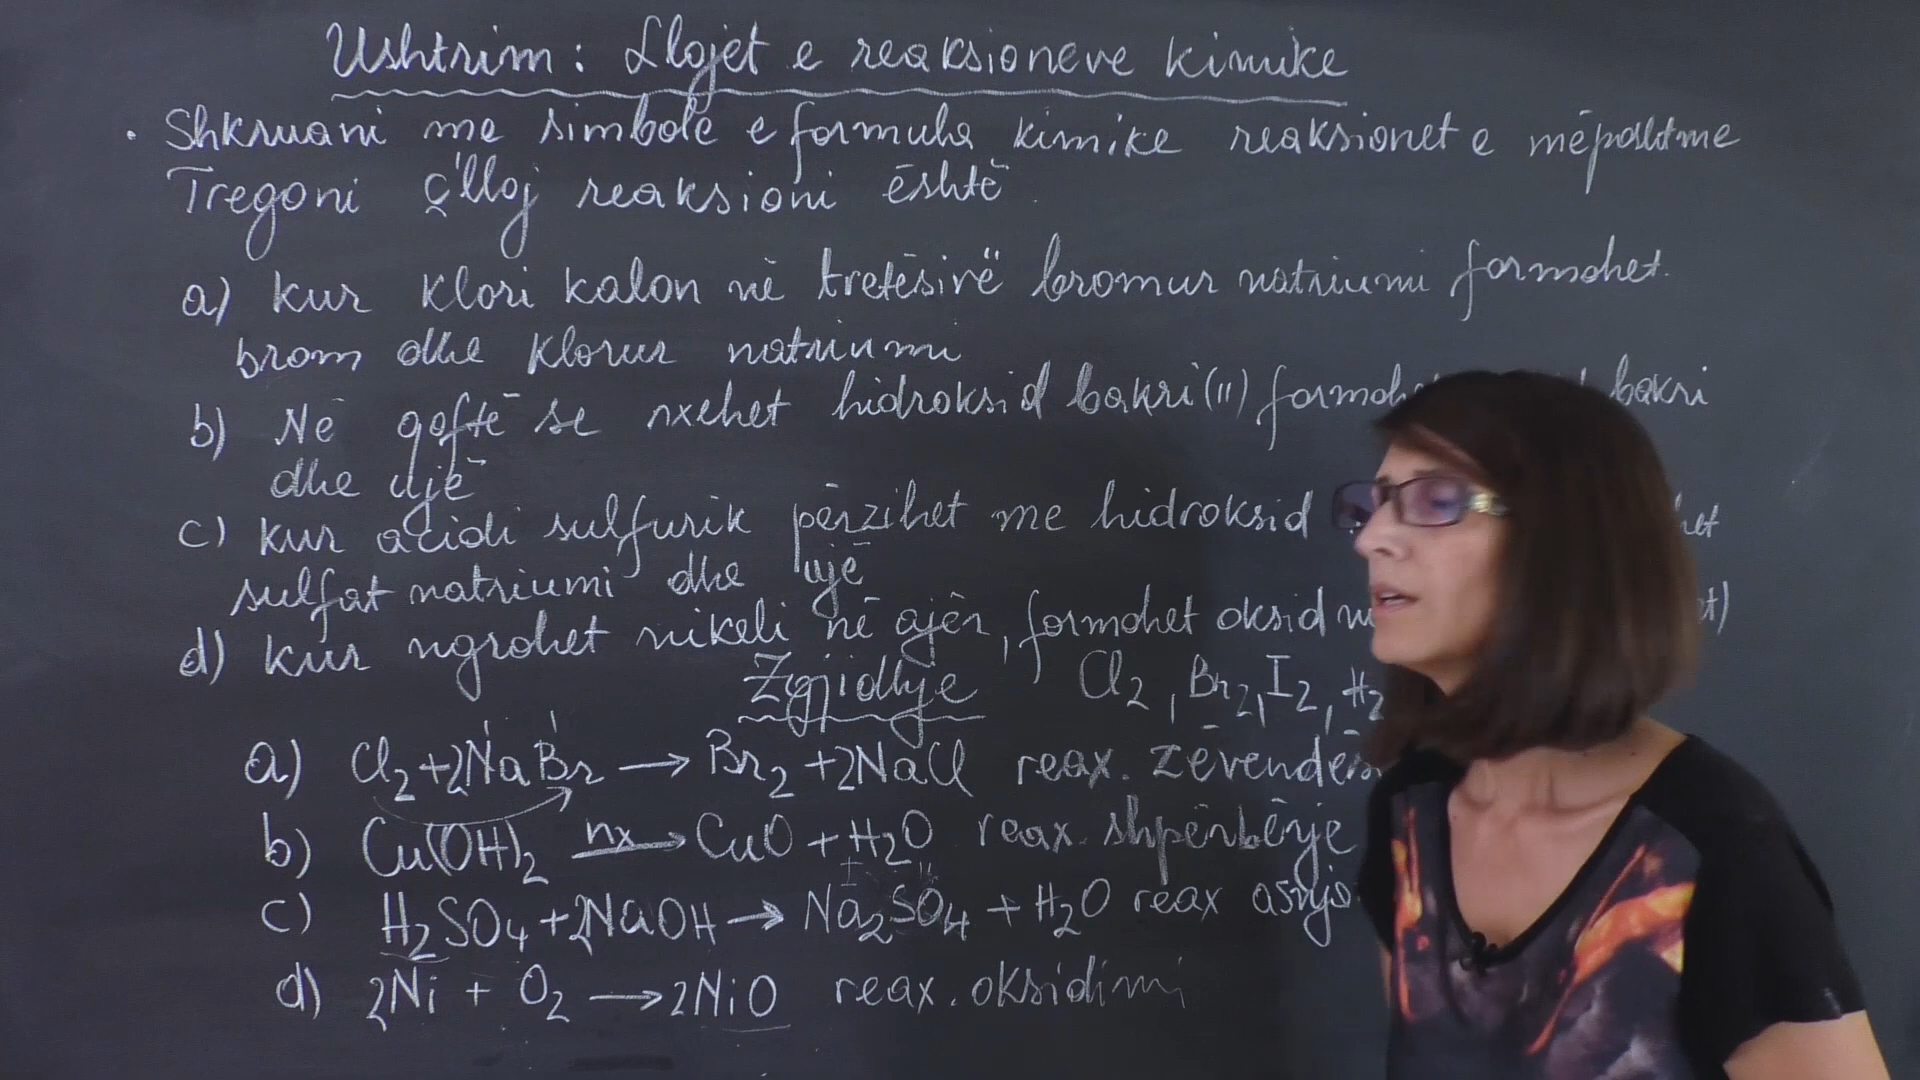 Ushtrim: Llojet e reaksioneve kimike
• Shkruani me simbole e formula kimike reaksionet e mëposhtme
Tregoni ç'lloj reaksioni është.
a) kur klori kalon në tretësirë bromur natriumi formohet
brom dhe klorur natriumi
b) Në qoftë se nxehet hidroksid bakri(II) bakri
dhe ujë
c) kur acidi sulfurik përzihet me hidroksid
sulfat natriumi dhe ujë
d) kur ngrohet nikeli në ajër, formohet oksid
Zgjidhje Cl₂, Br₂, I₂, H₂
a) Cl₂+2NaBr → Br₂ +2NaCl reax.
b) Cu(OH)₂ nx→ CuO + H₂O reax. shpërbërje
c) H₂SO₄+2NaOH → Na₂SO₄ + H₂O reax
d) 2Ni + O₂ → 2NiO reax. oksidimi